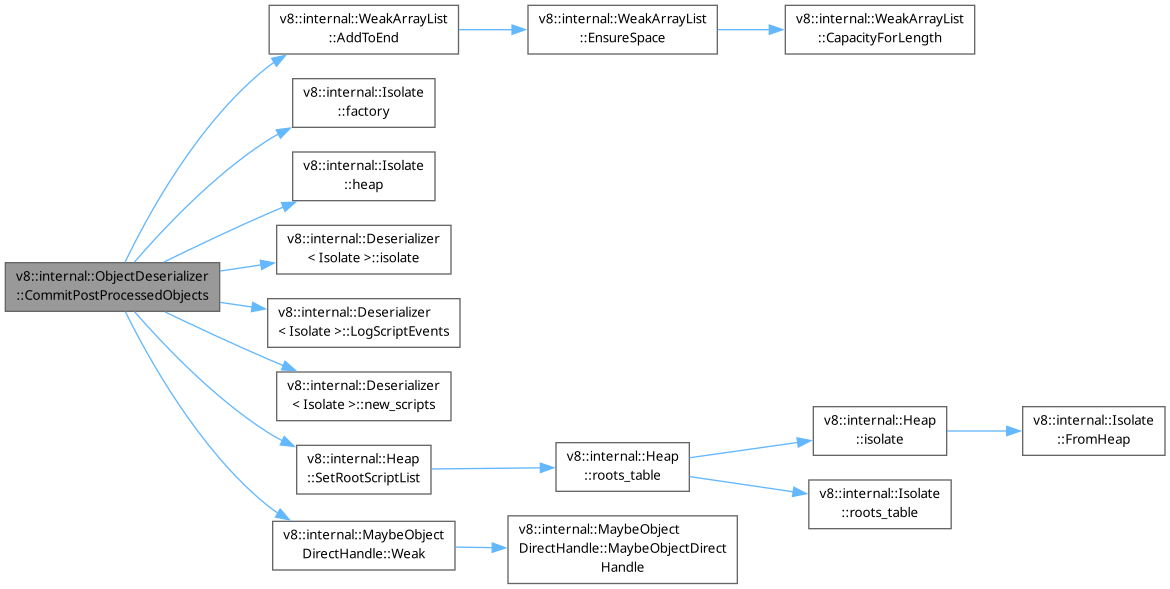 v8::internal::WeakArrayList
::AddToEnd
v8::internal::WeakArrayList
::EnsureSpace
v8::internal::WeakArrayList
::CapacityForLength
v8::internal::Isolate
::factory
v8::internal::Isolate
::heap
v8::internal::Deserializer
< Isolate >::isolate
v8::internal::ObjectDeserializer
::CommitPostProcessedObjects
v8::internal::Deserializer
< Isolate >::LogScriptEvents
v8::internal::Deserializer
< Isolate >::new_scripts
v8::internal::Heap
::SetRootScriptList
v8::internal::Heap
::roots_table
v8::internal::Heap
::isolate
v8::internal::Isolate
::FromHeap
v8::internal::Isolate
::roots_table
v8::internal::MaybeObject
DirectHandle::Weak
v8::internal::MaybeObject
DirectHandle::MaybeObjectDirect
Handle